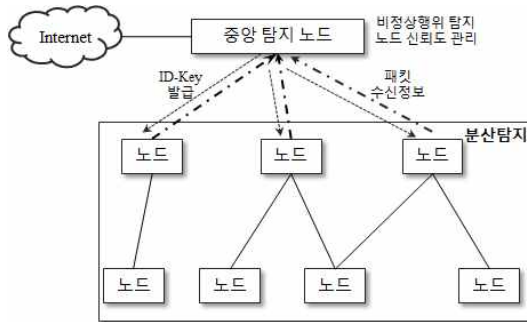 Internet
중앙 탐지 노드
비정상행위 탐지
노드 신뢰도 관리
ID-Key
발급
패킷
수신정보
분산탐지
노드
노드
노드
노드
노드
노드
노드